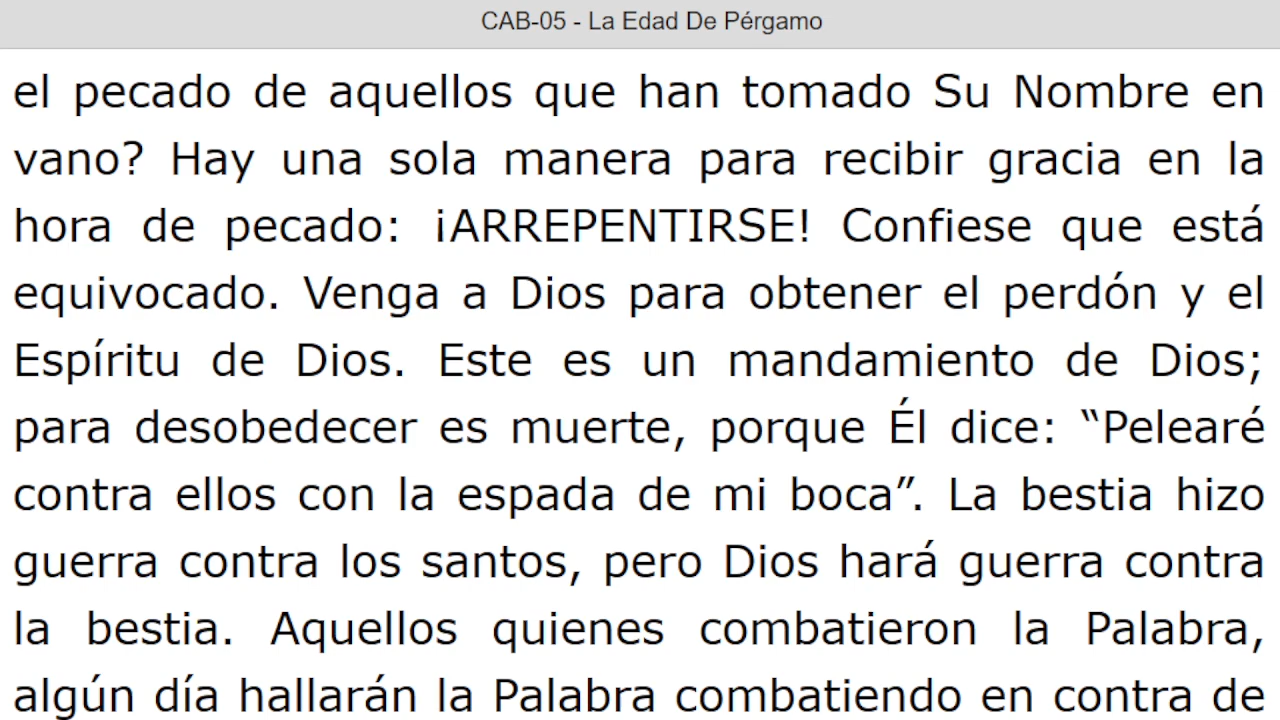 CAB-05 - La Edad De Pérgamo
el pecado de aquellos que han tomado Su Nombre en
vano? Hay una sola manera para recibir gracia en la
hora de pecado: ¡ARREPENTIRSE! Confiese que está
equivocado. Venga a Dios para obtener el perdón y el
Espíritu de Dios. Este es un mandamiento de Dios;
para desobedecer es muerte, porque Él dice: “Pelearé
contra ellos con la espada de mi boca”. La bestia hizo
guerra contra los santos, pero Dios hará guerra contra
la bestia. Aquellos quienes combatieron la Palabra,
algún día hallarán la Palabra combatiendo en contra de